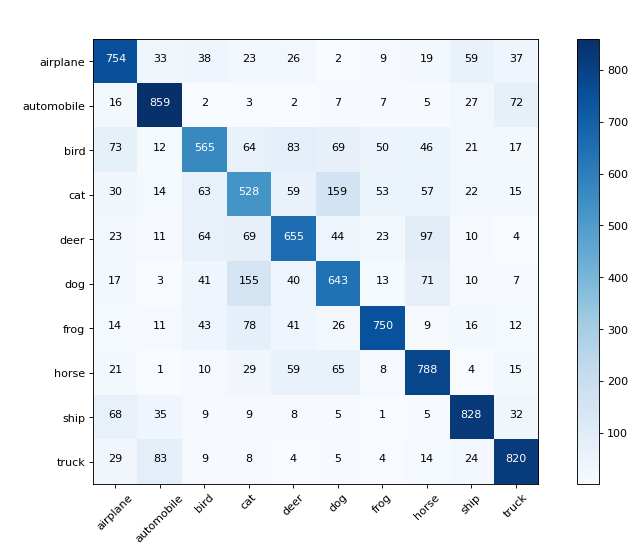 airplane 754 33 38 23 26 2 9 19 59 37
automobile 16 859 2 3 2 7 7 5 27 72
bird 73 12 565 64 83 69 50 46 21 17
cat 30 14 63 528 59 159 53 57 22 15
deer 23 11 64 69 655 44 23 97 10 4
dog 17 3 41 155 40 643 13 71 10 7
frog 14 11 43 78 41 26 750 9 16 12
horse 21 1 10 29 59 65 8 788 4 15
ship 68 35 9 9 8 5 1 5 828 32
truck 29 83 9 8 4 5 4 14 24 820
airplane automobile bird cat deer dog frog horse ship truck
800
700
600
500
400
300
200
100